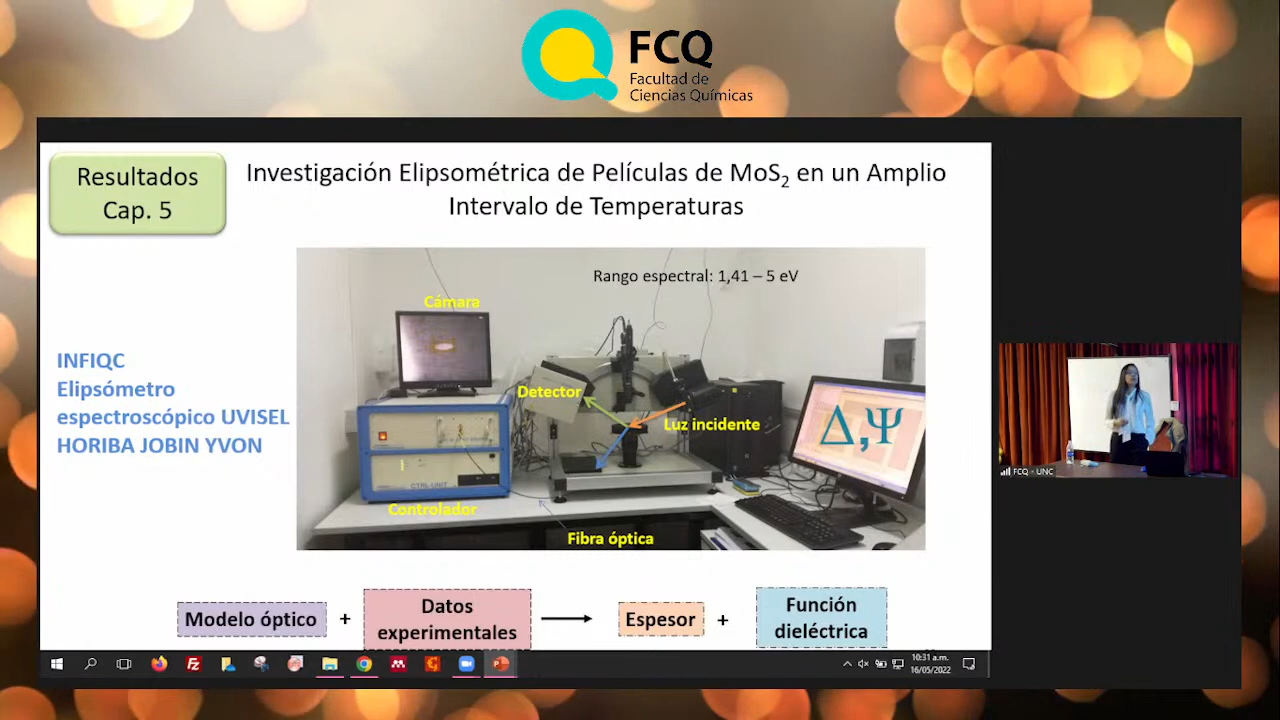 FCQ
Facultad de
Ciencias Químicas
Resultados
Cap. 5
Investigación Elipsométrica de Películas de MoS₂ en un Amplio
Intervalo de Temperaturas
Rango espectral: 1,41 – 5 eV
Cámara
INFIQC
Elipsómetro
espectroscópico UVISEL
HORIBA JOBIN YVON
Detector
Luz incidente
Δ,Ψ
CTRL-UNIT
Controlador
Fibra óptica
FCQ - UNC
Modelo óptico + Datos
experimentales
Espesor + Función
dieléctrica
10:31 a.m.
16/05/2022